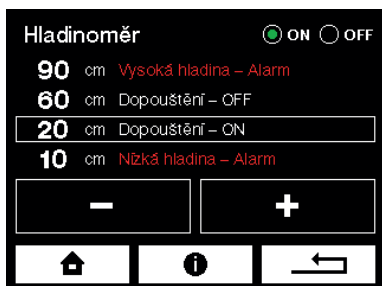 Hladinoměr ON OFF
90 cm Vysoká hladina – Alarm
60 cm Dopouštění – OFF
20 cm Dopouštění – ON
10 cm Nízká hladina – Alarm
– +